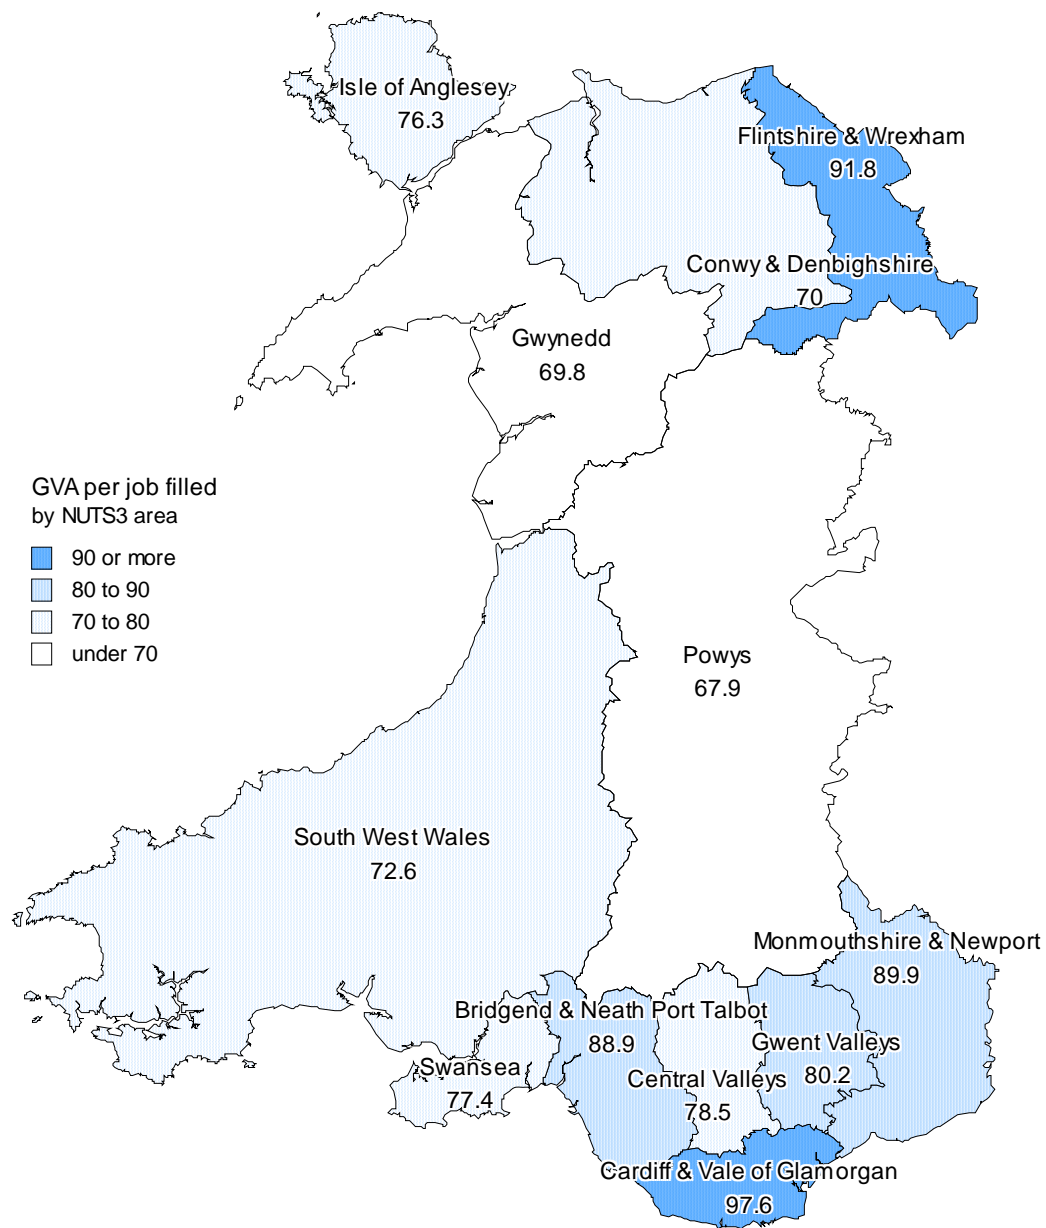 Isle of Anglesey
76.3
Flintshire & Wrexham
91.8
Conwy & Denbighshire
70
Gwynedd
69.8
GVA per job filled
by NUTS3 area
90 or more
80 to 90
70 to 80
under 70
Powys
67.9
South West Wales
72.6
Monmouthshire & Newport
89.9
Bridgend & Neath Port Talbot
88.9
Gwent Valleys
80.2
Swansea
77.4
Central Valleys
78.5
Cardiff & Vale of Glamorgan
97.6